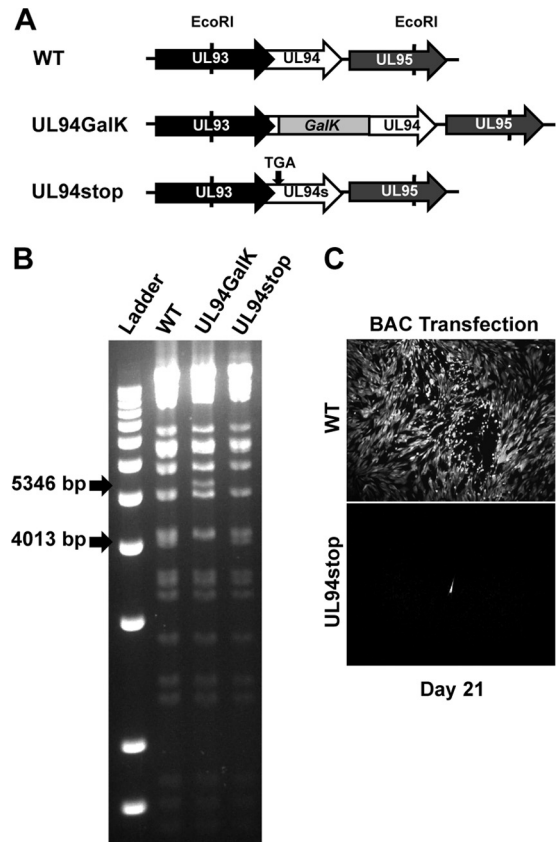 A
EcoRI EcoRI
WT UL93 UL94 UL95
UL94GalK UL93 GalK UL94 UL95
TGA
UL94stop UL93 UL94s UL95
B
Ladder WT UL94GalK UL94stop
5346 bp
4013 bp
C
BAC Transfection
WT
UL94stop
Day 21